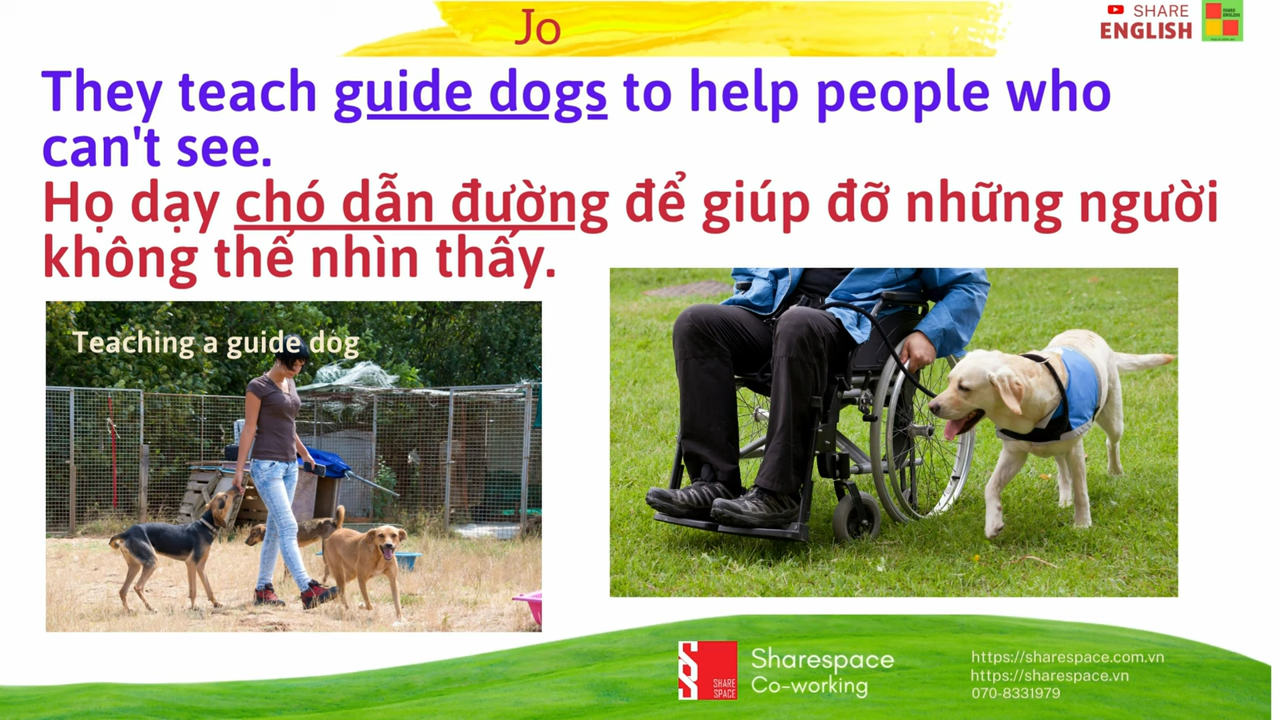 Jo
SHARE
ENGLISH
They teach guide dogs to help people who
can't see.
Họ dạy chó dẫn đường để giúp đỡ những người
không thể nhìn thấy.
Teaching a guide dog
SHARE
SPACE
Sharespace
Co-working
https://sharespace.com.vn
https://sharespace.vn
070-8331979